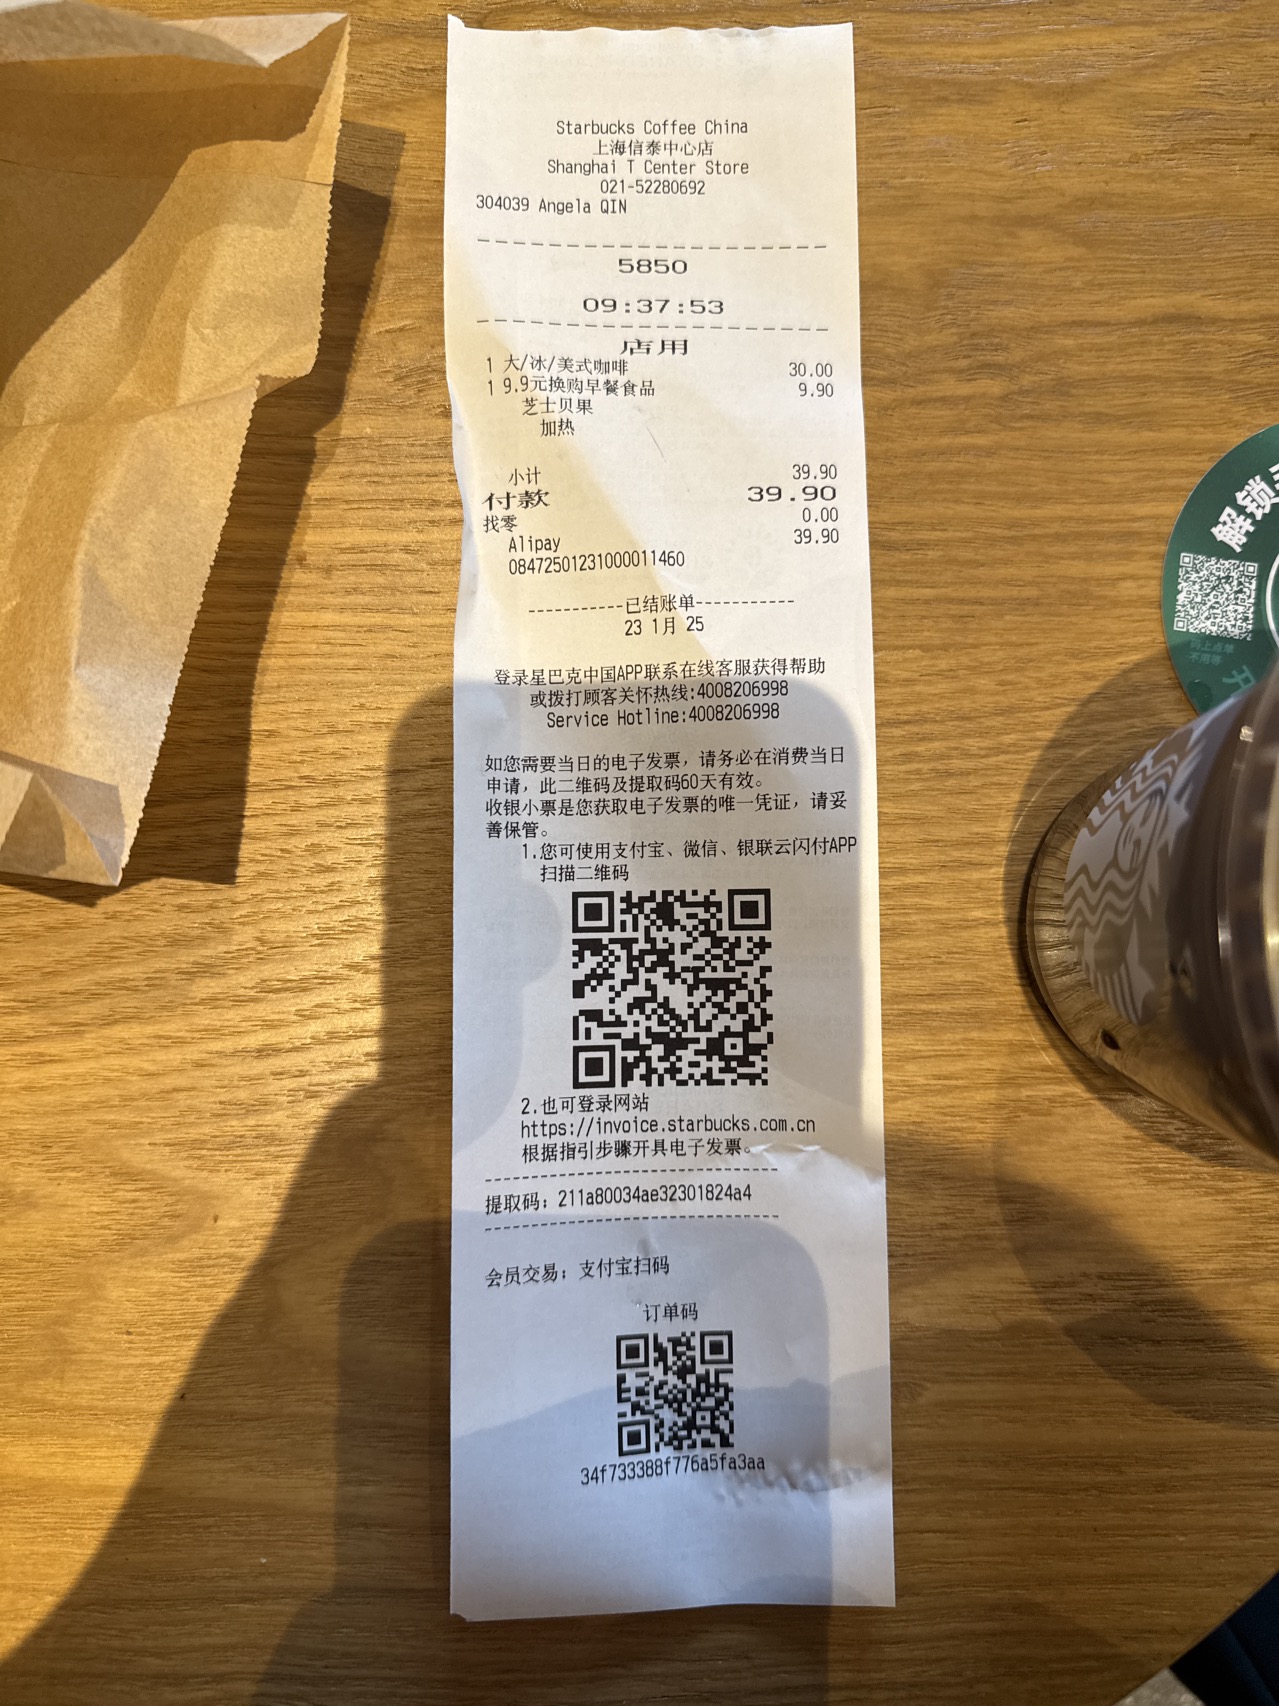 Starbucks Coffee China
上海信泰中心店
Shanghai T Center Store
021-52280692
304039 Angela QIN
5850
09:37:53
店用
1 大/冰/美式咖啡 30.00
1 9.9元换购早餐食品 9.90
芝士贝果
加热
小计 39.90
付款 39.90
找零 0.00
Alipay 39.90
08472501231000011460
-----------已结账单-----------
23 1月 25
登录星巴克中国APP联系在线客服获得帮助
或拨打顾客关怀热线:4008206998
Service Hotline:4008206998
如您需要当日的电子发票，请务必在消费当日
申请，此二维码及提取码60天有效。
收银小票是您获取电子发票的唯一凭证，请妥
善保管。
1.您可使用支付宝、微信、银联云闪付APP
扫描二维码
2.也可登录网站
https://invoice.starbucks.com.cn
根据指引步骤开具电子发票。
提取码：211a80034ae32301824a4
会员交易：支付宝扫码
订单码
34f733388f776a5fa3aa
解锁
码上点单
不用等